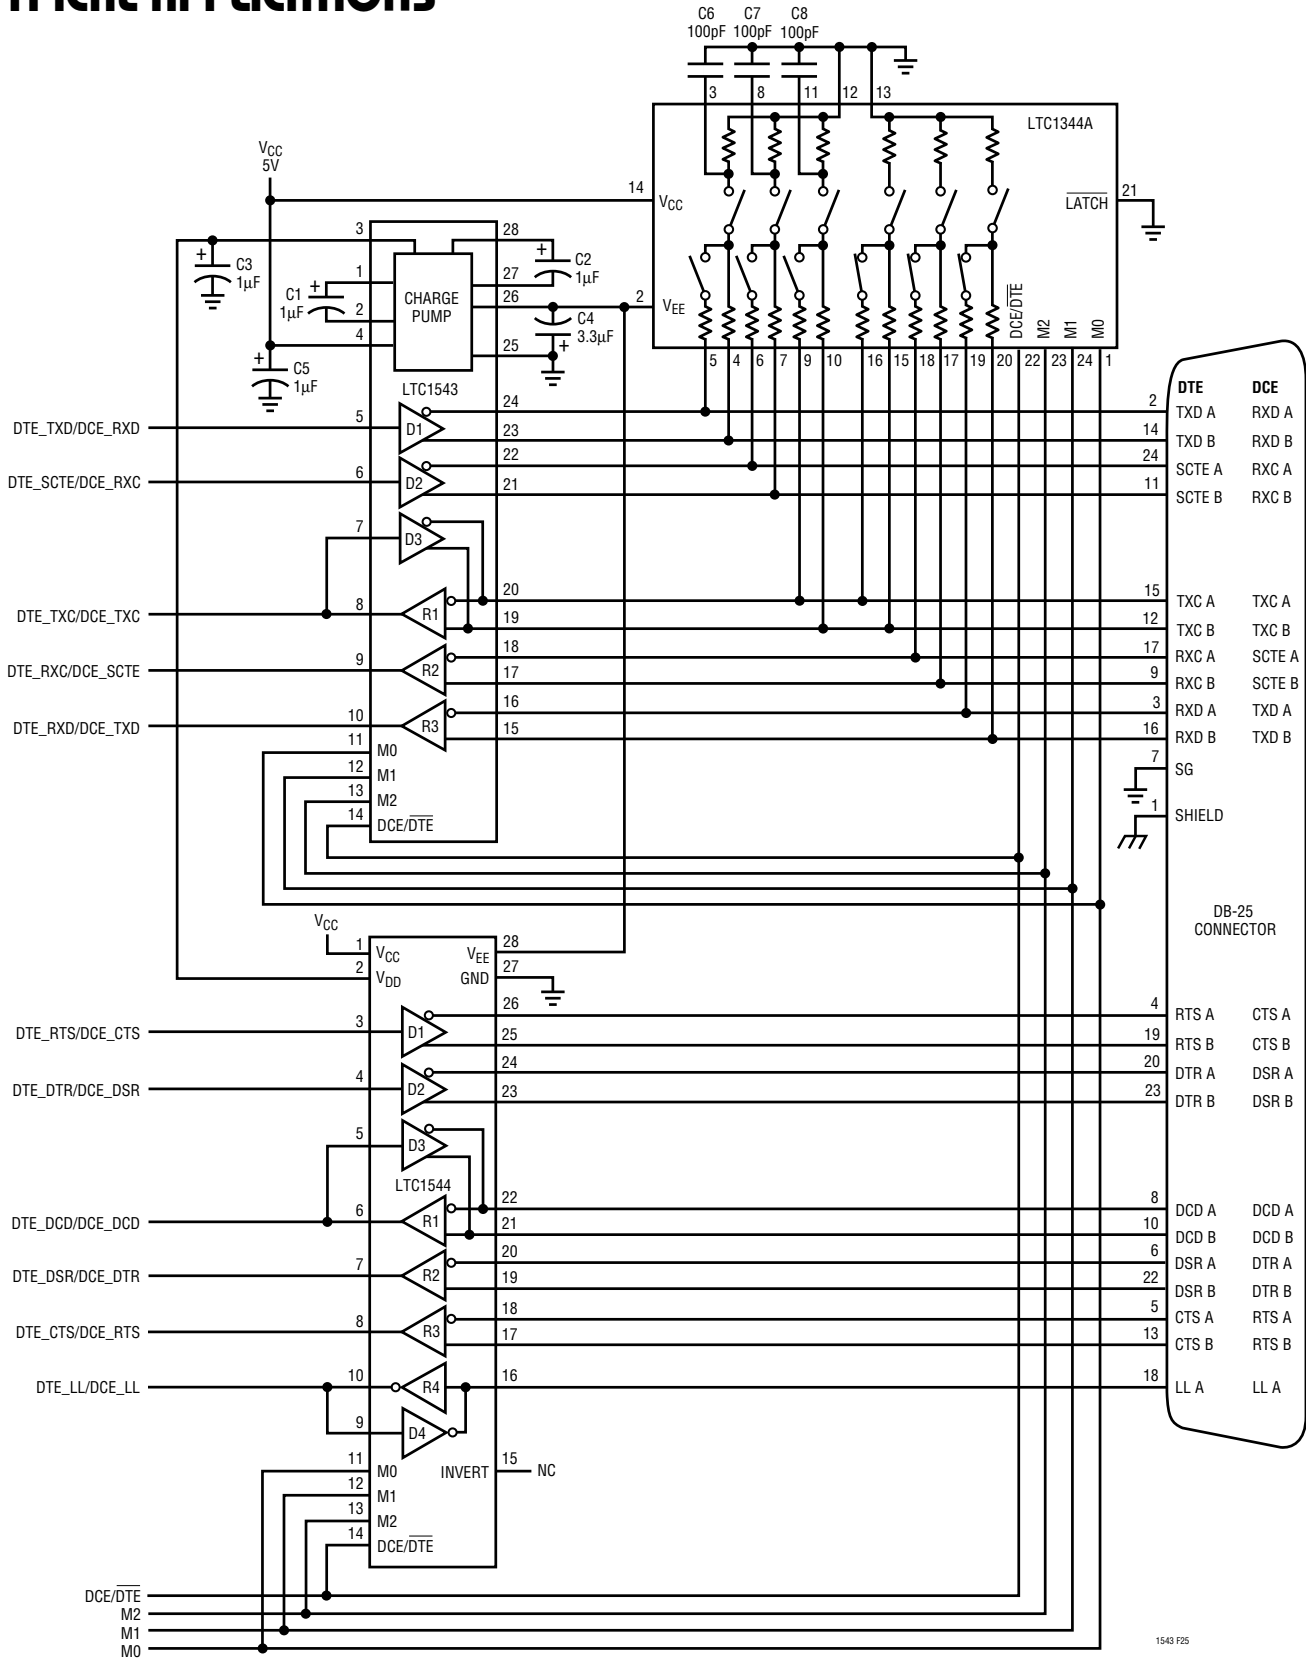 C6 C7 C8
100pF 100pF 100pF
3 8 11 12 13
LTC1344A
VCC
5V
14 VCC
LATCH 21
3 28
+ C3
1µF
+ C2
1µF
1 27
C1 +
1µF
CHARGE
PUMP
26 2 VEE
2
C4
3.3µF
+
4 25
+ C5
1µF
DCE/DTE M2 M1 M0
5 4 6 7 9 10 16 15 18 17 19 20 22 23 24 1
LTC1543
DTE DCE
24 2 TXD A RXD A
DTE_TXD/DCE_RXD 5 D1
23 14 TXD B RXD B
22 24 SCTE A RXC A
DTE_SCTE/DCE_RXC 6 D2
21 11 SCTE B RXC B
7 D3
20 15 TXC A TXC A
DTE_TXC/DCE_TXC 8 R1
19 12 TXC B TXC B
18 17 RXC A SCTE A
DTE_RXC/DCE_SCTE 9 R2
17 9 RXC B SCTE B
16 3 RXD A TXD A
DTE_RXD/DCE_TXD 10 R3
15 16 RXD B TXD B
11 M0
7 SG
12 M1
13 M2
1 SHIELD
14 DCE/DTE
DB-25
CONNECTOR
VCC
1 VCC VEE 28
2 VDD GND 27
26 4 RTS A CTS A
DTE_RTS/DCE_CTS 3 D1
25 19 RTS B CTS B
24 20 DTR A DSR A
DTE_DTR/DCE_DSR 4 D2
23 23 DTR B DSR B
5 D3
LTC1544
22 8 DCD A DCD A
DTE_DCD/DCE_DCD 6 R1
21 10 DCD B DCD B
20 6 DSR A DTR A
DTE_DSR/DCE_DTR 7 R2
19 22 DSR B DTR B
18 5 CTS A RTS A
DTE_CTS/DCE_RTS 8 R3
17 13 CTS B RTS B
DTE_LL/DCE_LL 10 R4 16 18 LL A LL A
9 D4
11 M0 INVERT 15 NC
12 M1
13 M2
14 DCE/DTE
DCE/DTE
M2
M1
M0
1543 F25